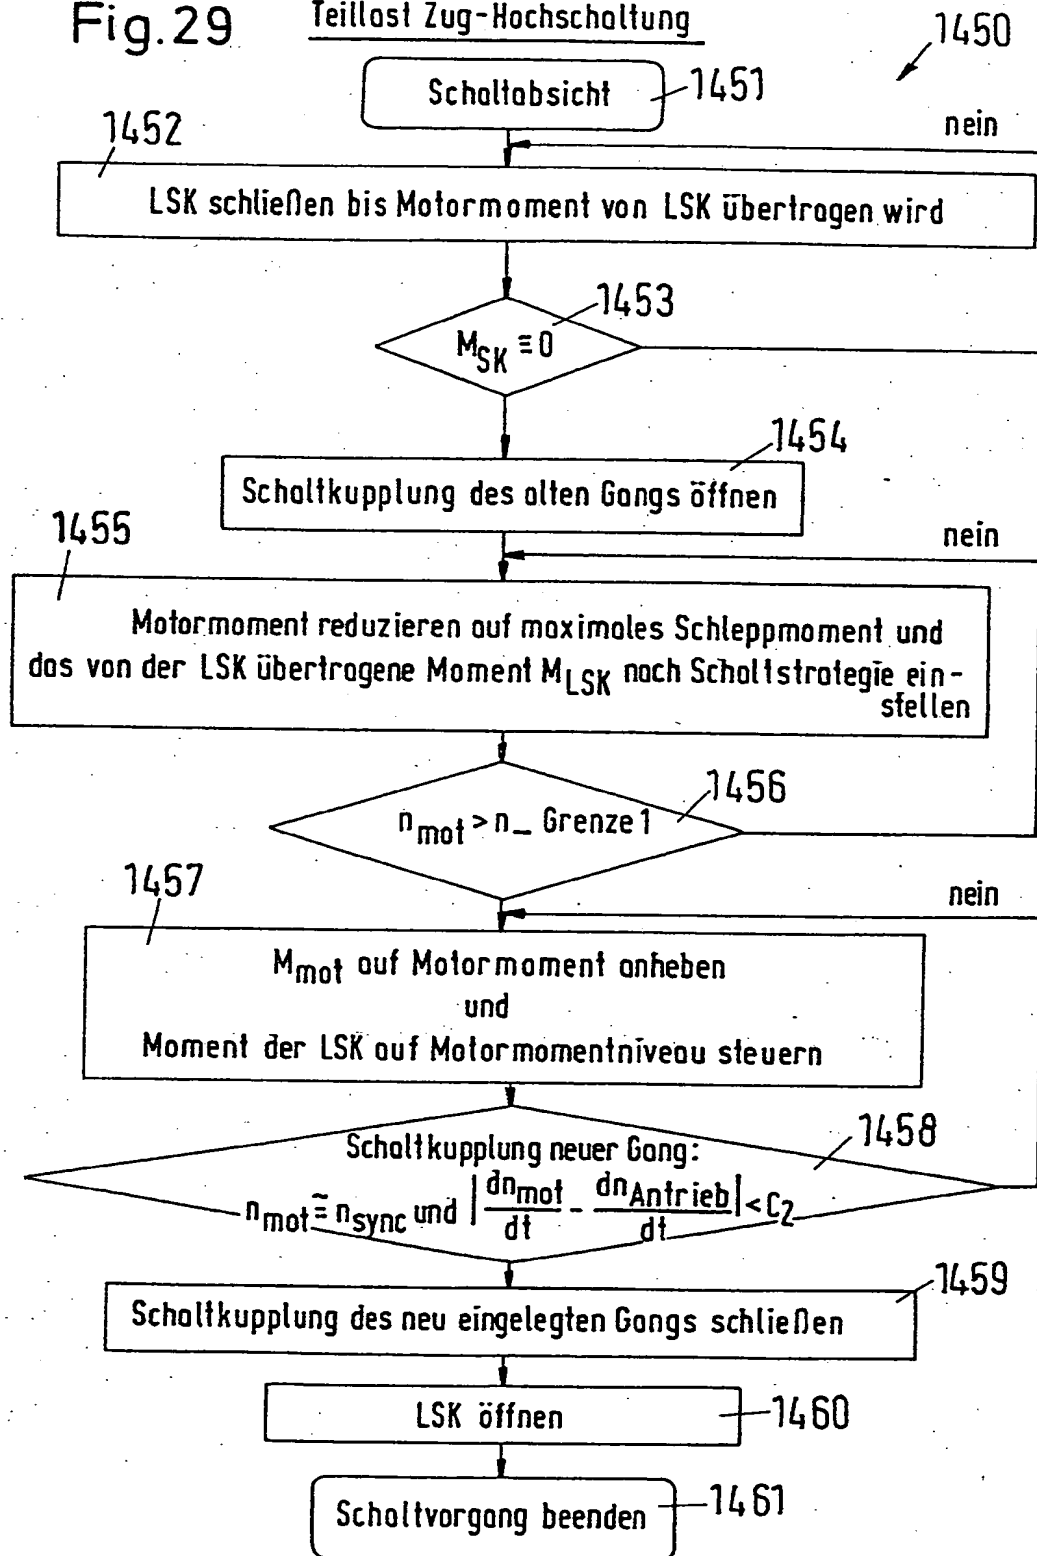 Fig.29
Teillast Zug-Hochschaltung
1450
Schaltabsicht
1451
nein
1452
LSK schließen bis Motormoment von LSK übertragen wird
1453
M_SK ≡ 0
1454
Schaltkupplung des alten Gangs öffnen
1455
nein
Motormoment reduzieren auf maximales Schleppmoment und
das von der LSK übertragene Moment M_LSK nach Schaltstrategie ein-
stellen
1456
n_mot > n_ Grenze 1
1457
nein
M_mot auf Motormoment anheben
und
Moment der LSK auf Motormomentniveau steuern
1458
Schaltkupplung neuer Gang:
n_mot ≅ n_sync und | dn_mot/dt - dn_Antrieb/dt | < C_2
1459
Schaltkupplung des neu eingelegten Gangs schließen
LSK öffnen
1460
Schaltvorgang beenden
1461